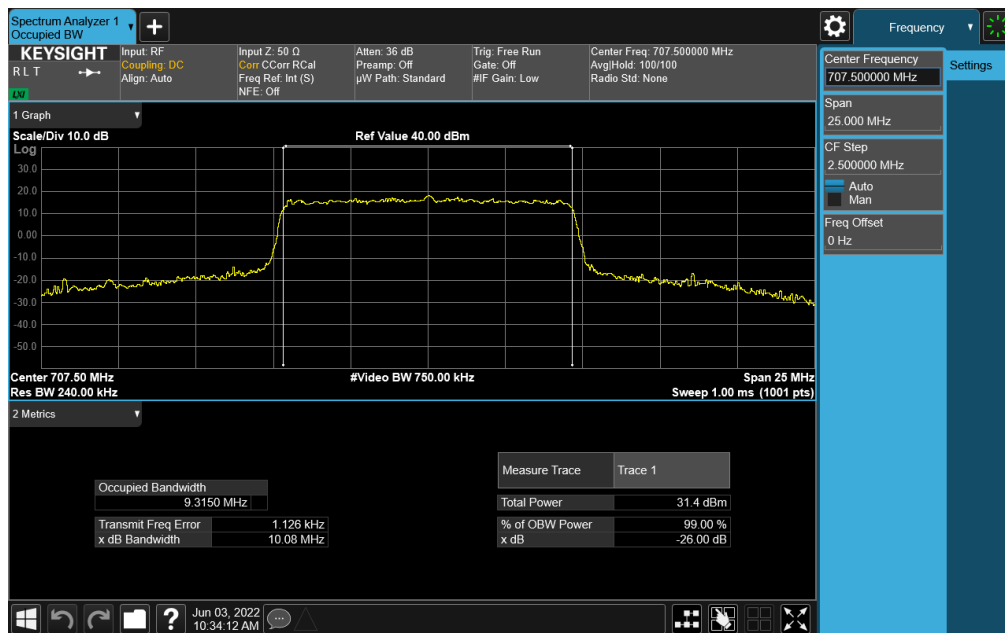 Spectrum Analyzer 1
Occupied BW
Frequency
KEYSIGHT
R L T
LXI
Input: RF
Coupling: DC
Align: Auto
Input Z: 50 Ω
Corr CCorr RCal
Freq Ref: Int (S)
NFE: Off
Atten: 36 dB
Preamp: Off
µW Path: Standard
Trig: Free Run
Gate: Off
#IF Gain: Low
Center Freq: 707.500000 MHz
Avg|Hold: 100/100
Radio Std: None
Center Frequency
707.500000 MHz
Settings
Span
25.000 MHz
CF Step
2.500000 MHz
Auto
Man
Freq Offset
0 Hz
1 Graph
Scale/Div 10.0 dB
Ref Value 40.00 dBm
Log
30.0
20.0
10.0
0.00
-10.0
-20.0
-30.0
-40.0
-50.0
Center 707.50 MHz
#Video BW 750.00 kHz
Span 25 MHz
Res BW 240.00 kHz
Sweep 1.00 ms (1001 pts)
2 Metrics
Occupied Bandwidth
9.3150 MHz
Transmit Freq Error 1.126 kHz
x dB Bandwidth 10.08 MHz
Measure Trace Trace 1
Total Power 31.4 dBm
% of OBW Power 99.00 %
x dB -26.00 dB
?
Jun 03, 2022
10:34:12 AM